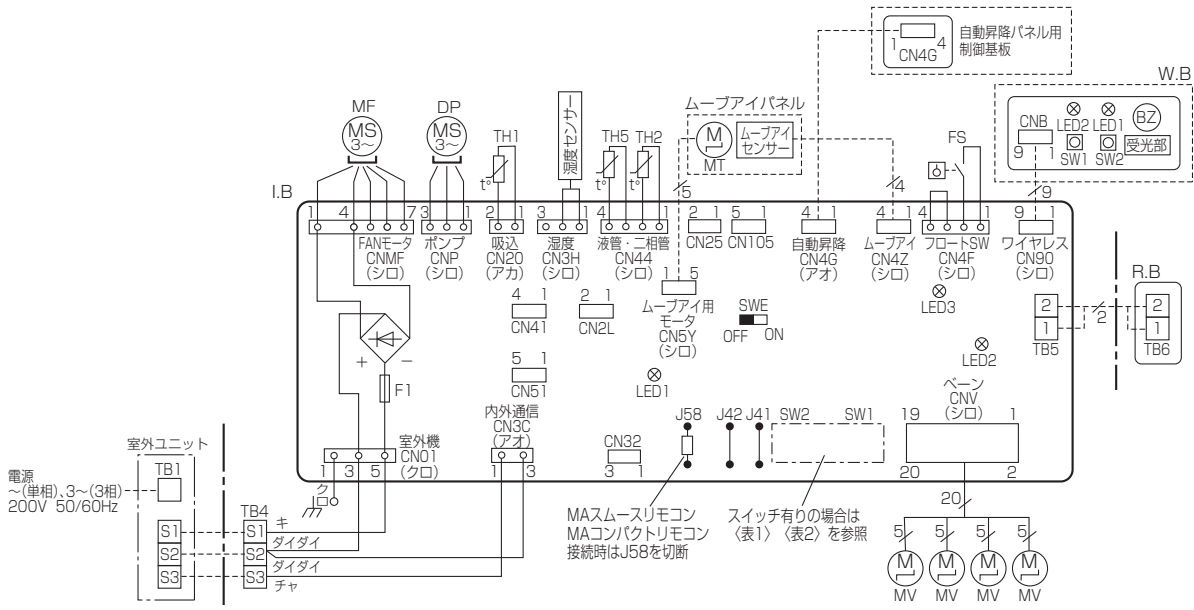 自動昇降パネル用
制御基板
1 4
CN4G
W.B
ムーブアイパネル
MF
DP
MS
3〜
MS
3〜
TH1
t°
湿度センサー
TH5 TH2
t° t°
M
MT
ムーブアイ
センサー
FS
CNB
9 1
LED2 LED1
BZ
SW1 SW2
受光部
5
4
9
I.B
1 4 7
3 1
2 1
3 1
4 1
2 1
5 1
4 1
4 1
4 1
9 1
FANモータ
CNMF
(シロ)
ポンプ
CNP
(シロ)
吸込
CN20
(アカ)
湿度
CN3H
(シロ)
液管・二相管
CN44
(シロ)
CN25
CN105
自動昇降
CN4G
(アオ)
ムーブアイ
CN4Z
(シロ)
フロートSW
CN4F
(シロ)
ワイヤレス
CN90
(シロ)
R.B
1 5
ムーブアイ用
モータ
CN5Y
(シロ)
4 1
CN41
2 1
CN2L
SWE
OFF ON
LED3
2
1
TB5
2
2
1
TB6
+ −
F1
5 1
CN51
LED1
LED2
ベーン
CNV
(シロ)
19 1
20 2
内外通信
CN3C
(アオ)
1 3
J58
J42
J41
SW2 SW1
CN32
3 1
室外機
CN01
(クロ)
1 3 5
クロ
室外ユニット
TB1
電源
〜(単相)、3〜(3相)
200V 50/60Hz
S1
S2
S3
TB4
S1
S2
S3
キ
ダイダイ
ダイダイ
チャ
MAスムースリモコン
MAコンパクトリモコン
接続時はJ58を切断
スイッチ有りの場合は
〈表1〉〈表2〉を参照
20
5 5 5 5
M M M M
MV MV MV MV